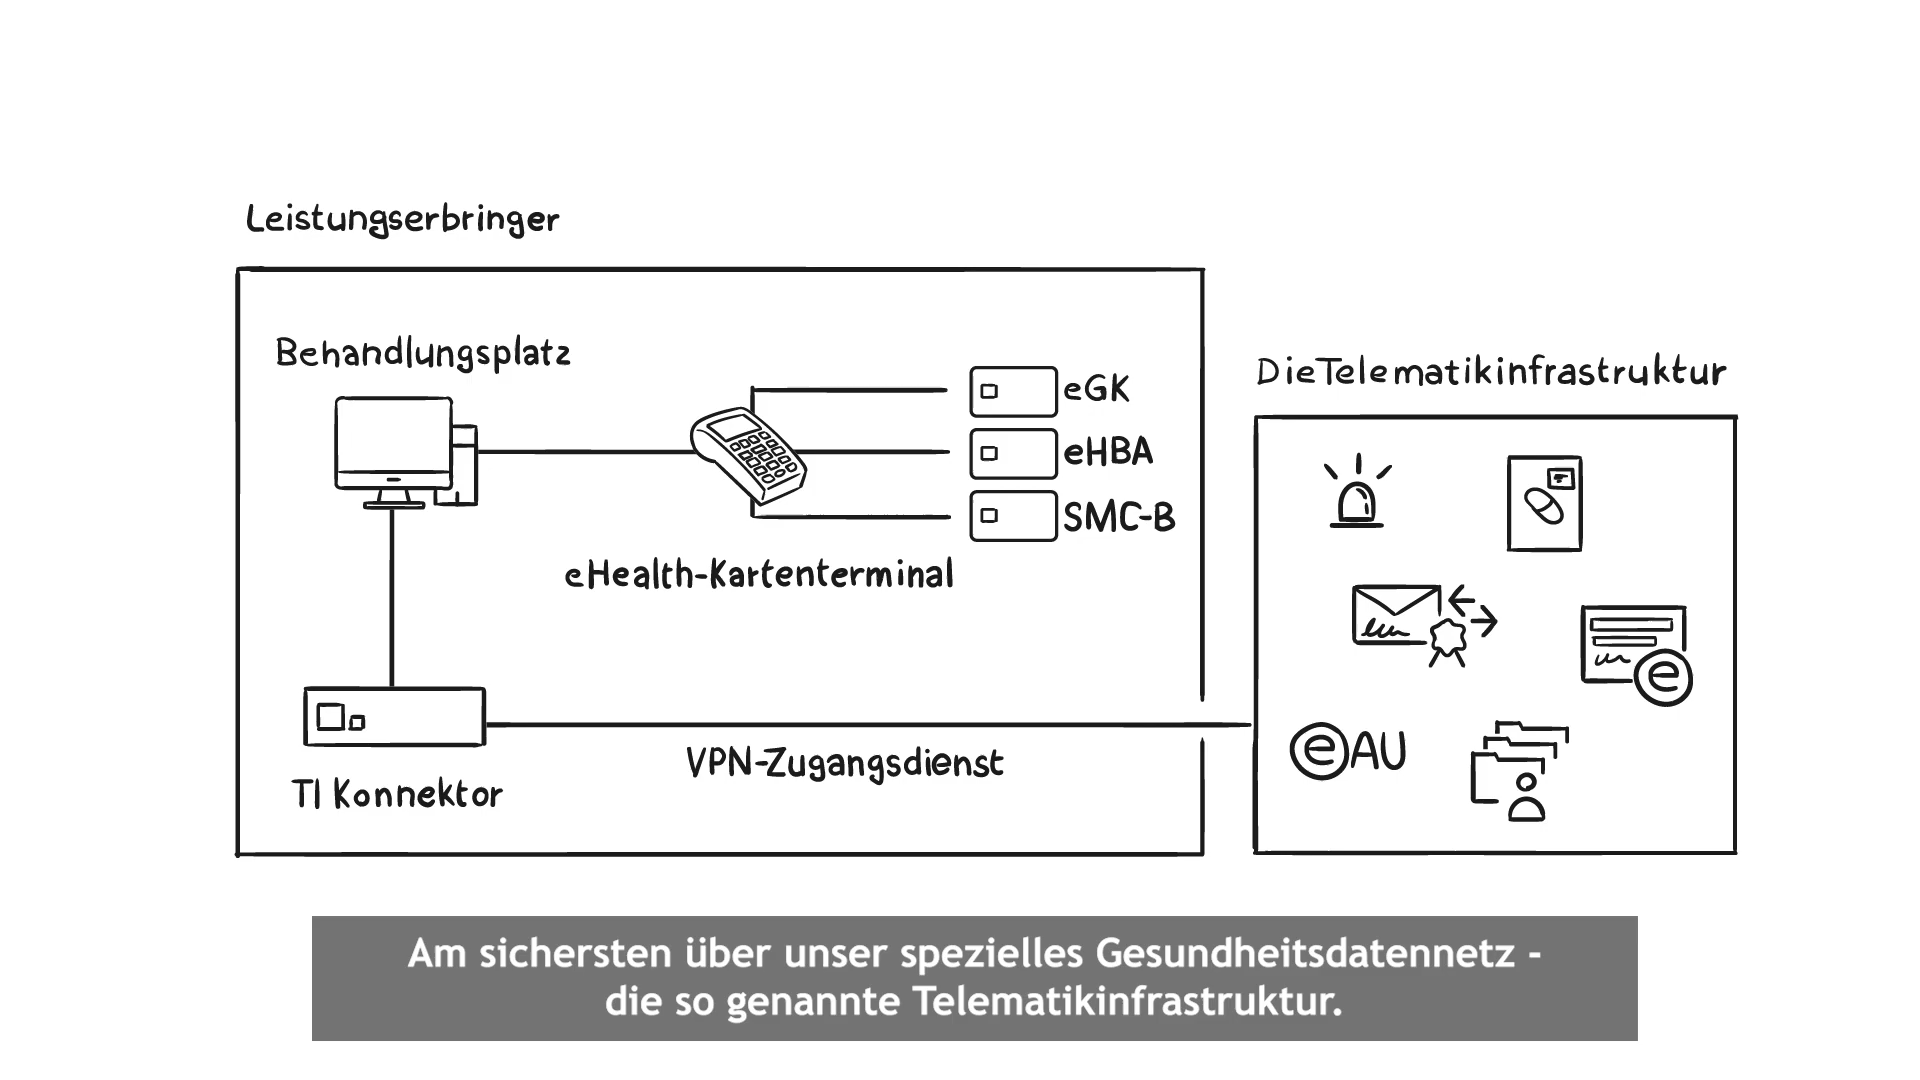 Leistungserbringer
Behandlungsplatz
eGK
eHBA
SMC-B
eHealth-Kartenterminal
TI Konnektor
VPN-Zugangsdienst
DieTelematikinfrastruktur
e
eAU
Am sichersten über unser spezielles Gesundheitsdatennetz -
die so genannte Telematikinfrastruktur.